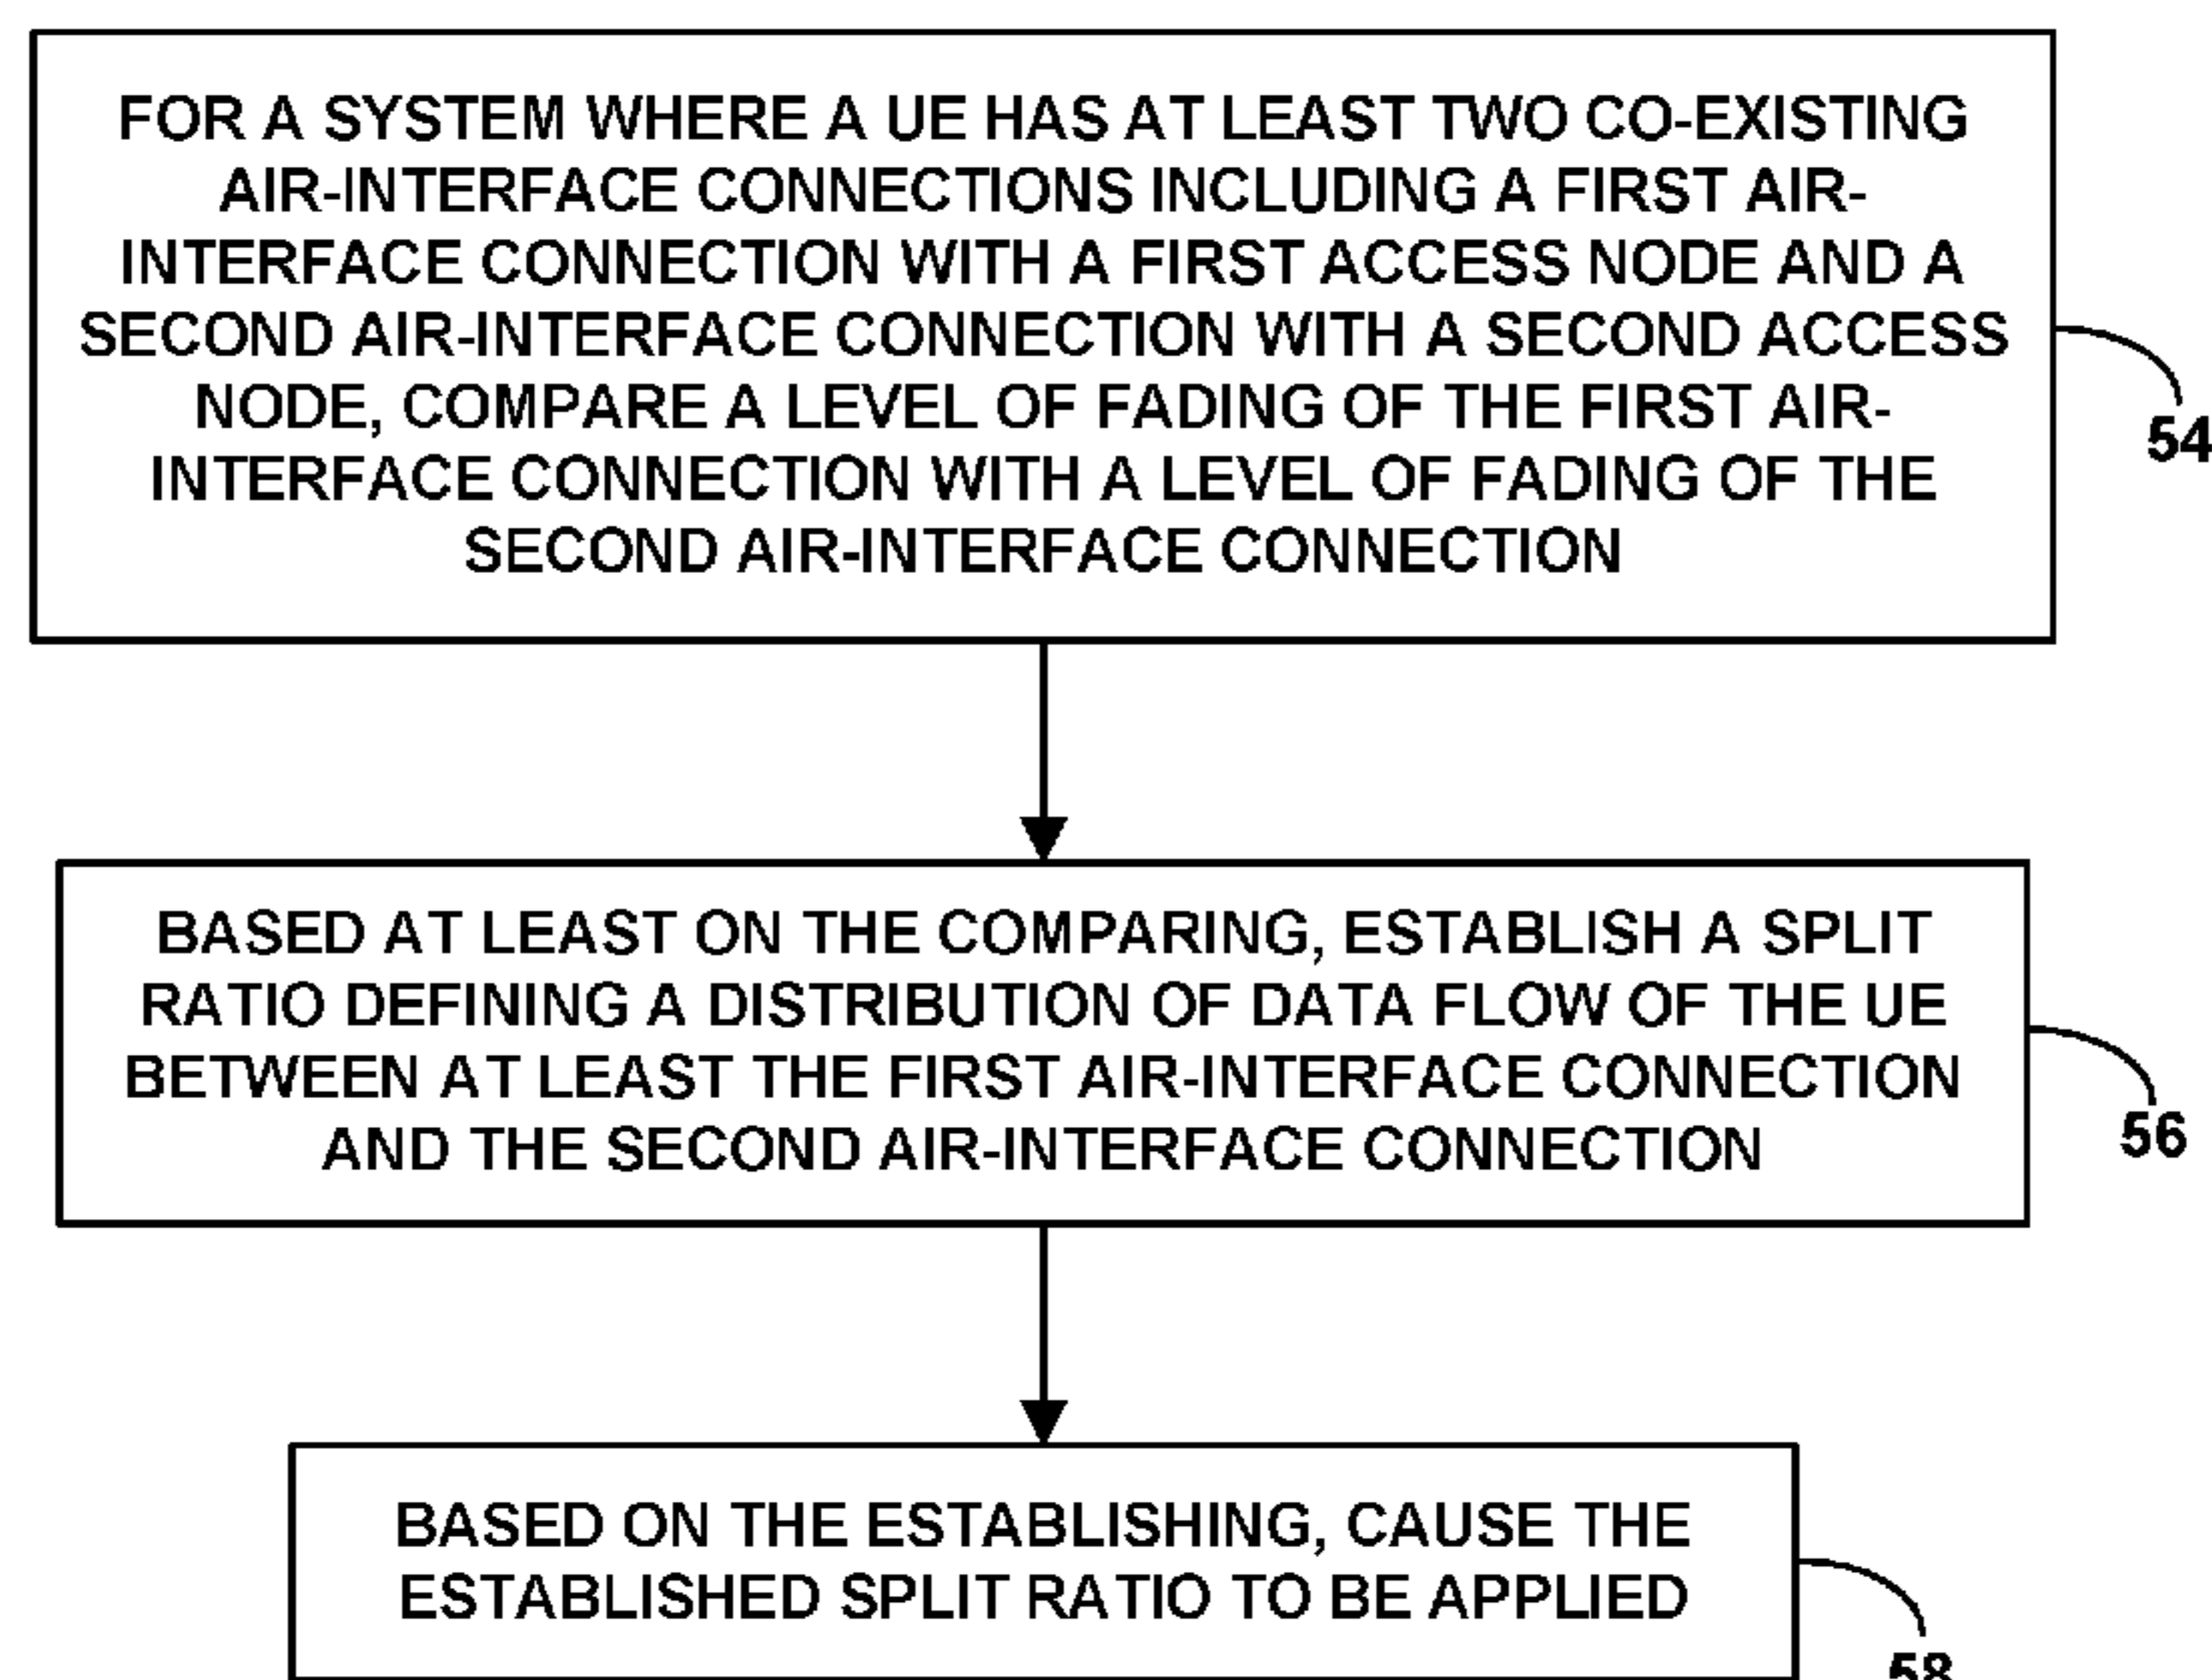 FOR A SYSTEM WHERE A UE HAS AT LEAST TWO CO-EXISTING
AIR-INTERFACE CONNECTIONS INCLUDING A FIRST AIR-
INTERFACE CONNECTION WITH A FIRST ACCESS NODE AND A
SECOND AIR-INTERFACE CONNECTION WITH A SECOND ACCESS
NODE, COMPARE A LEVEL OF FADING OF THE FIRST AIR-
INTERFACE CONNECTION WITH A LEVEL OF FADING OF THE
SECOND AIR-INTERFACE CONNECTION
54
BASED AT LEAST ON THE COMPARING, ESTABLISH A SPLIT
RATIO DEFINING A DISTRIBUTION OF DATA FLOW OF THE UE
BETWEEN AT LEAST THE FIRST AIR-INTERFACE CONNECTION
AND THE SECOND AIR-INTERFACE CONNECTION
56
BASED ON THE ESTABLISHING, CAUSE THE
ESTABLISHED SPLIT RATIO TO BE APPLIED
58